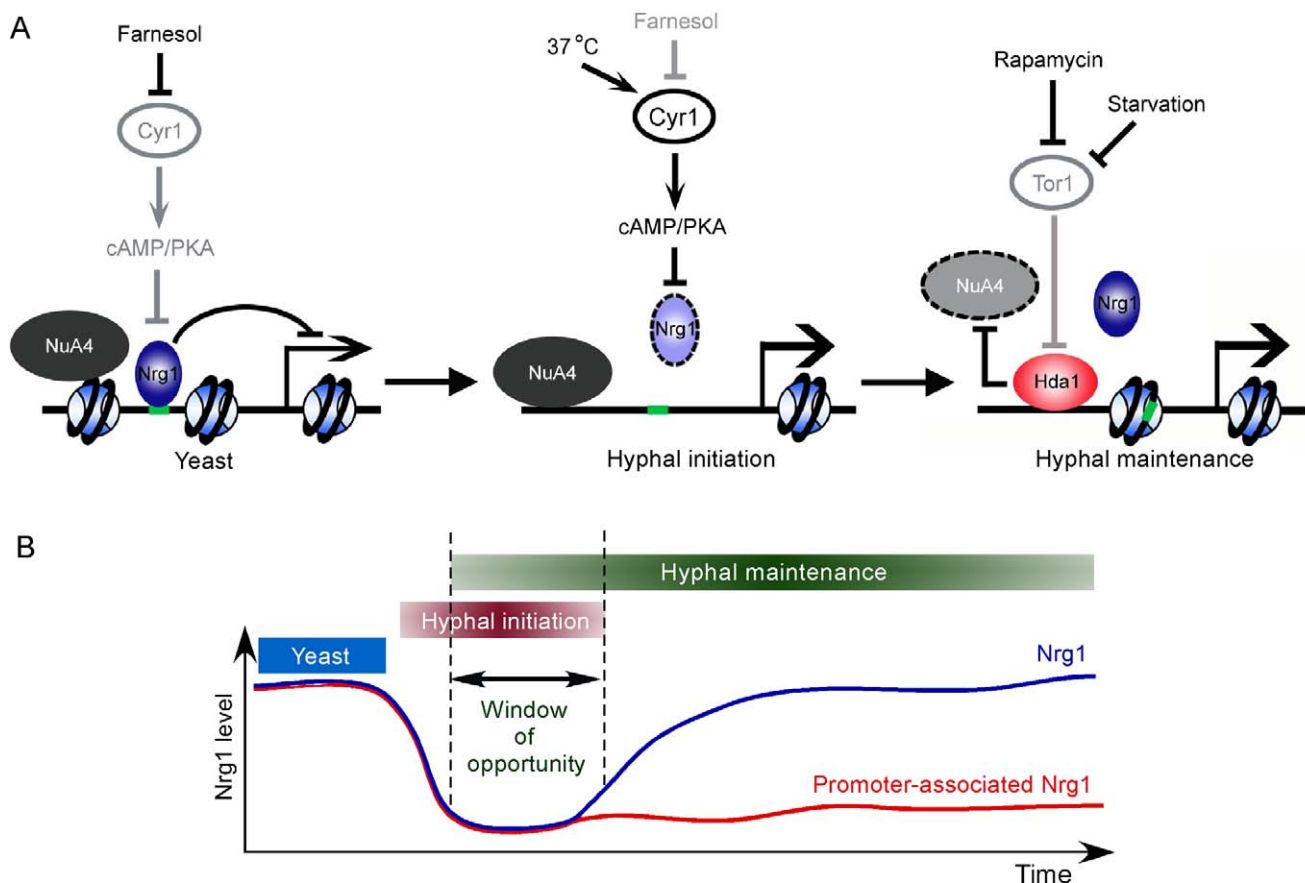 A
Farnesol
Cyr1
cAMP/PKA
NuA4
Nrg1
Yeast
Farnesol
37 °C
Cyr1
cAMP/PKA
Nrg1
NuA4
Hyphal initiation
Rapamycin
Starvation
Tor1
NuA4
Nrg1
Hda1
Hyphal maintenance
B
Hyphal maintenance
Hyphal initiation
Yeast
Nrg1
Window
of
opportunity
Nrg1 level
Promoter-associated Nrg1
Time